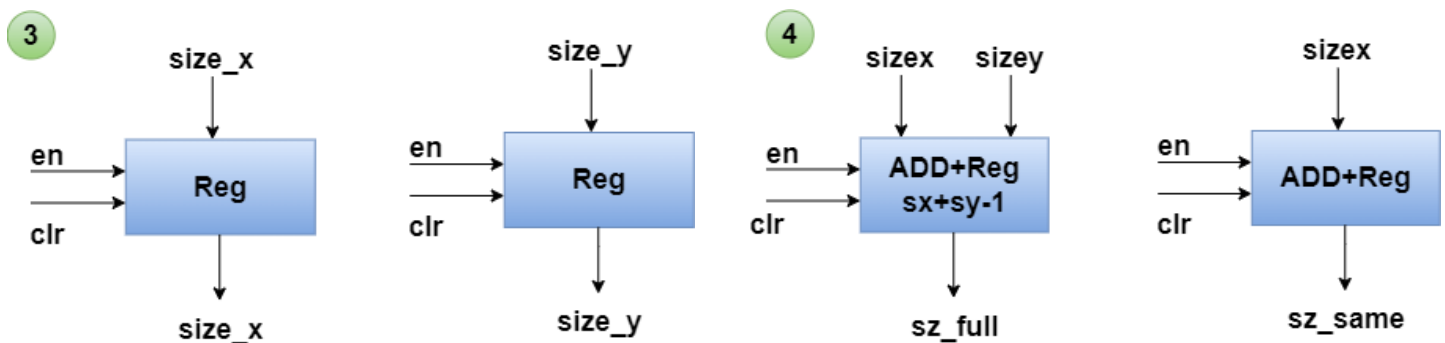 3
size_x
en
clr
Reg
size_x
size_y
en
clr
Reg
size_y
4
sizex sizey
en
clr
ADD+Reg
sx+sy-1
sz_full
sizex
en
clr
ADD+Reg
sz_same